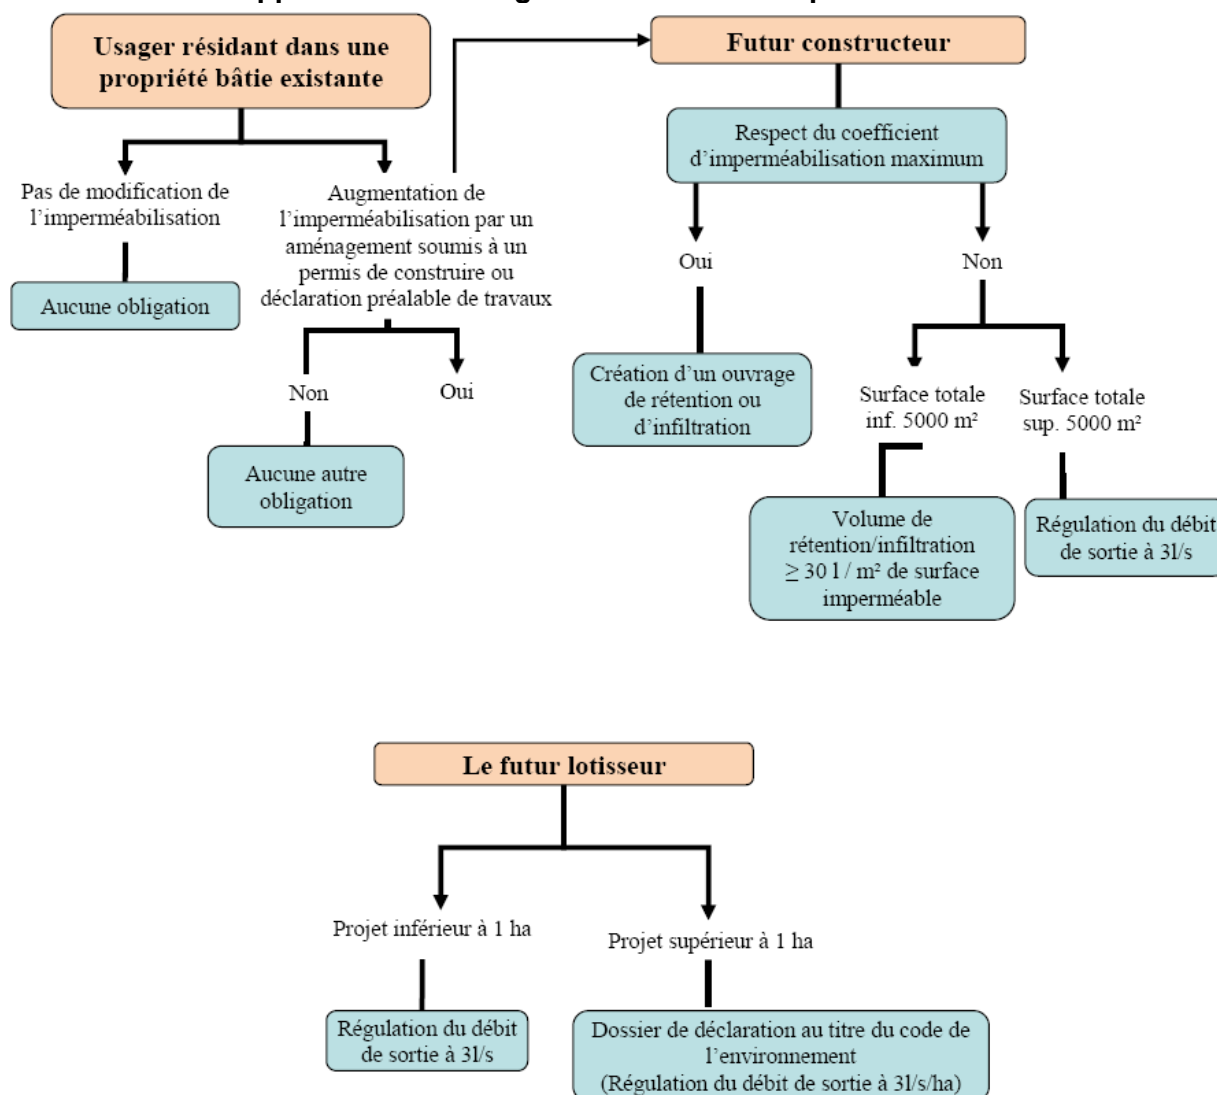 Usager résidant dans une
propriété bâtie existante
Pas de modification de
l’imperméabilisation
Aucune obligation
Augmentation de
l’imperméabilisation par un
aménagement soumis à un
permis de construire ou
déclaration préalable de travaux
Non
Oui
Aucune autre
obligation
Futur constructeur
Respect du coefficient
d’imperméabilisation maximum
Oui
Non
Création d’un ouvrage
de rétention ou
d’infiltration
Surface totale
inf. 5000 m²
Surface totale
sup. 5000 m²
Volume de
rétention/infiltration
≥ 30 l / m² de surface
imperméable
Régulation du débit
de sortie à 3l/s
Le futur lotisseur
Projet inférieur à 1 ha
Projet supérieur à 1 ha
Régulation du débit
de sortie à 3l/s
Dossier de déclaration au titre du code de
l’environnement
(Régulation du débit de sortie à 3l/s/ha)